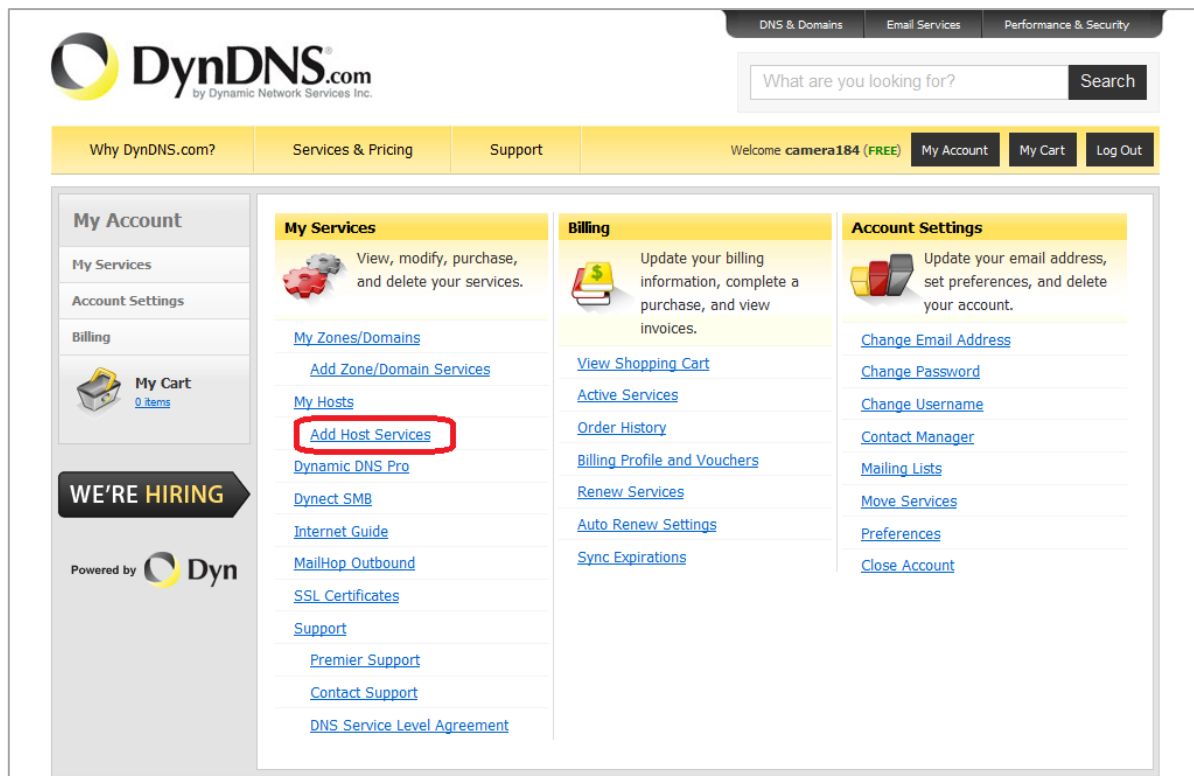 DNS & Domains
Email Services
Performance & Security
DynDNS.com
by Dynamic Network Services Inc.
What are you looking for?
Search
Why DynDNS.com?
Services & Pricing
Support
Welcome camera184 (FREE)
My Account
My Cart
Log Out
My Account
My Services
Account Settings
Billing
My Cart
0 items
WE'RE HIRING
Powered by Dyn
My Services
View, modify, purchase,
and delete your services.
My Zones/Domains
Add Zone/Domain Services
My Hosts
Add Host Services
Dynamic DNS Pro
Dynect SMB
Internet Guide
MailHop Outbound
SSL Certificates
Support
Premier Support
Contact Support
DNS Service Level Agreement
Billing
Update your billing
information, complete a
purchase, and view
invoices.
View Shopping Cart
Active Services
Order History
Billing Profile and Vouchers
Renew Services
Auto Renew Settings
Sync Expirations
Account Settings
Update your email address,
set preferences, and delete
your account.
Change Email Address
Change Password
Change Username
Contact Manager
Mailing Lists
Move Services
Preferences
Close Account